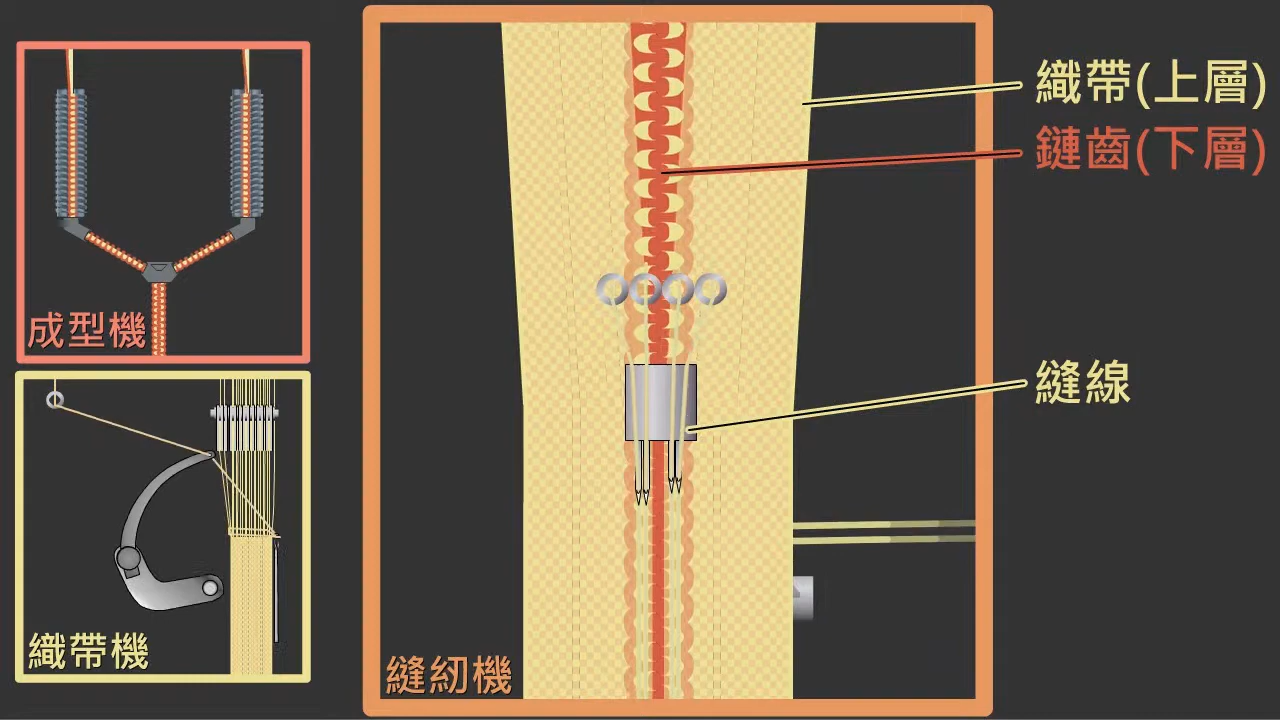 織帶(上層)
鏈齒(下層)
成型機
縫線
織帶機
縫紉機